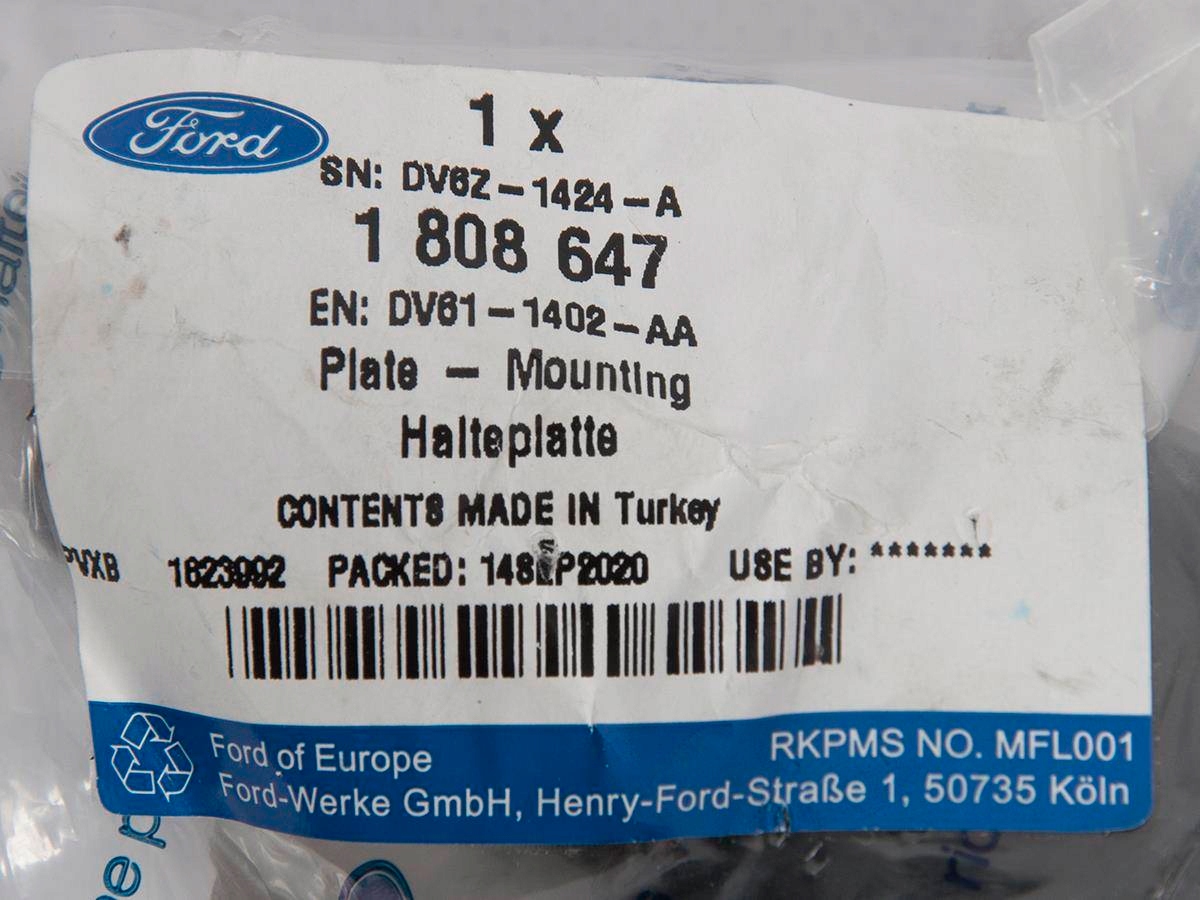 Ford
1 x
SN: DV6Z-1424-A
1 808 647
EN: DV61-1402-AA
Plate - Mounting
Halteplatte
CONTENTS MADE IN Turkey
PVXB 1623992 PACKED: 14SEP2020 USE BY: *******
Ford of Europe
RKPMS NO. MFL001
Ford-Werke GmbH, Henry-Ford-Straße 1, 50735 Köln